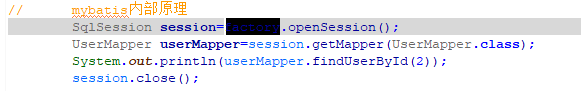 // mybatis内部原理
SqlSession session=factory.openSession();
UserMapper userMapper=session.getMapper(UserMapper.class);
System.out.println(userMapper.findUserById(2));
session.close();